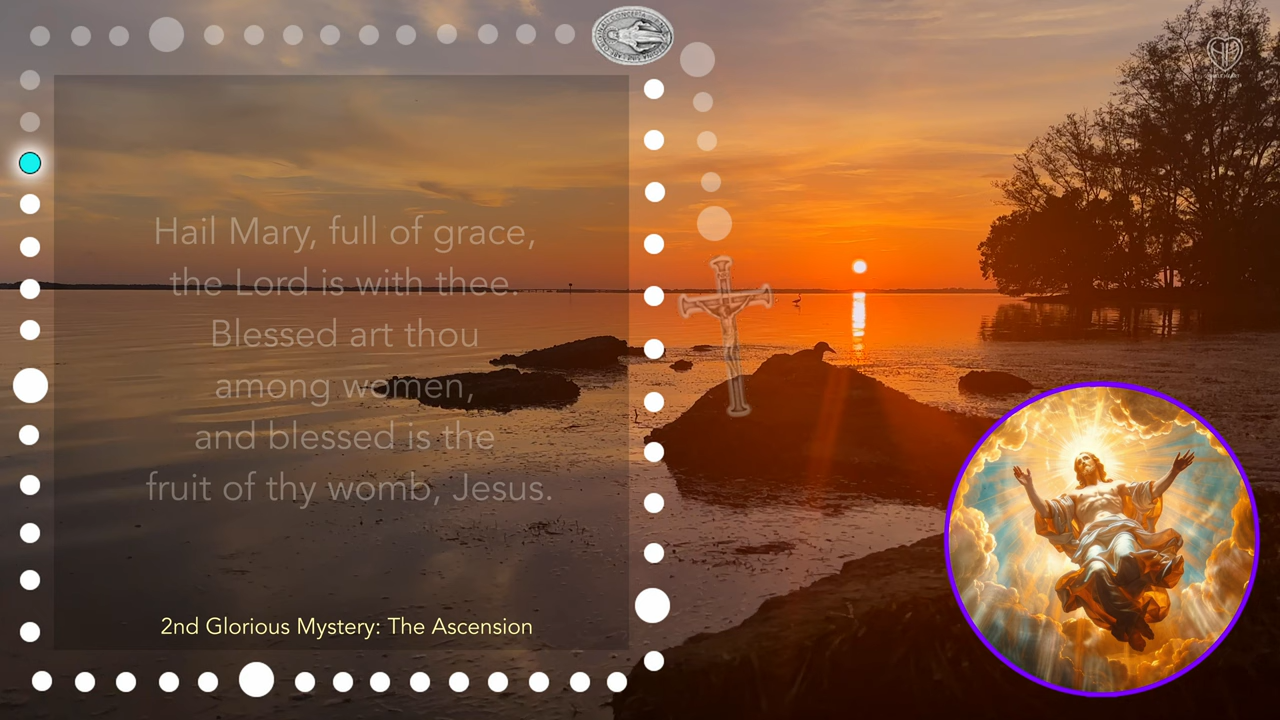 Hail Mary, full of grace,
the Lord is with thee.
Blessed art thou
among women,
and blessed is the
fruit of thy womb, Jesus.
2nd Glorious Mystery: The Ascension